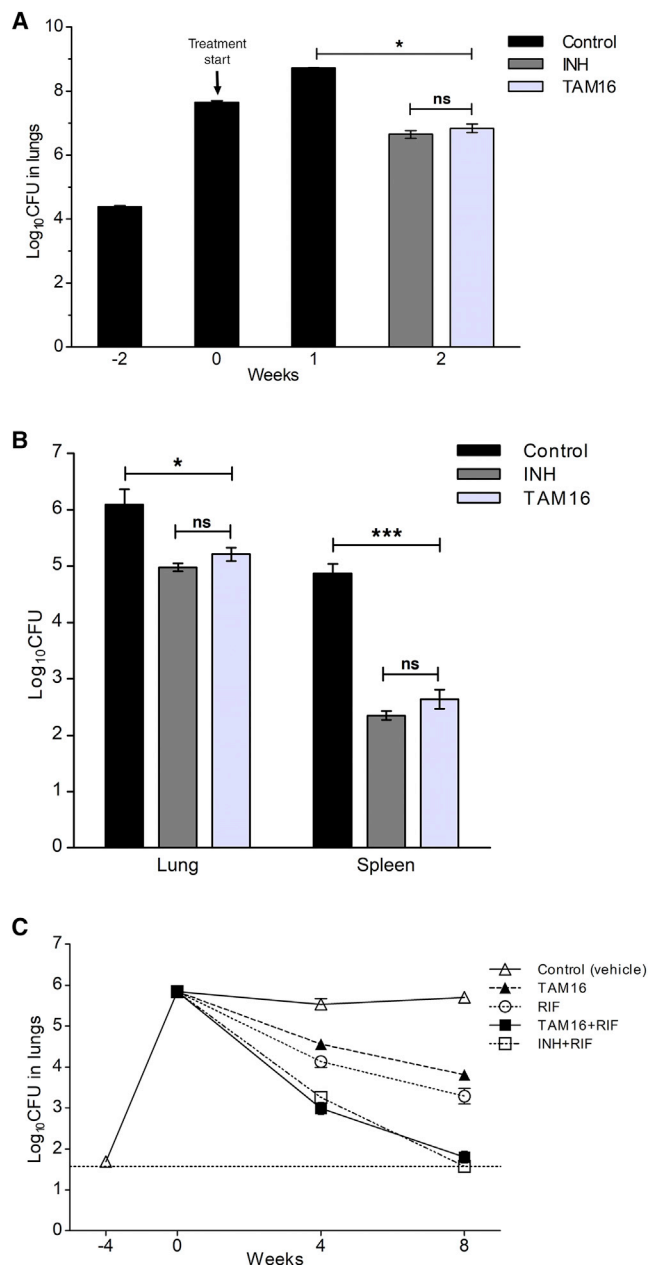 A
Treatment
start
*
ns
Control
INH
TAM16
Log10CFU in lungs
10
8
6
4
2
0
-2
0
1
2
Weeks
B
*
ns
***
ns
Control
INH
TAM16
Log10CFU
7
6
5
4
3
2
1
0
Lung
Spleen
C
Control (vehicle)
TAM16
RIF
TAM16+RIF
INH+RIF
Log10CFU in lungs
7
6
5
4
3
2
1
0
-4
0
4
8
Weeks